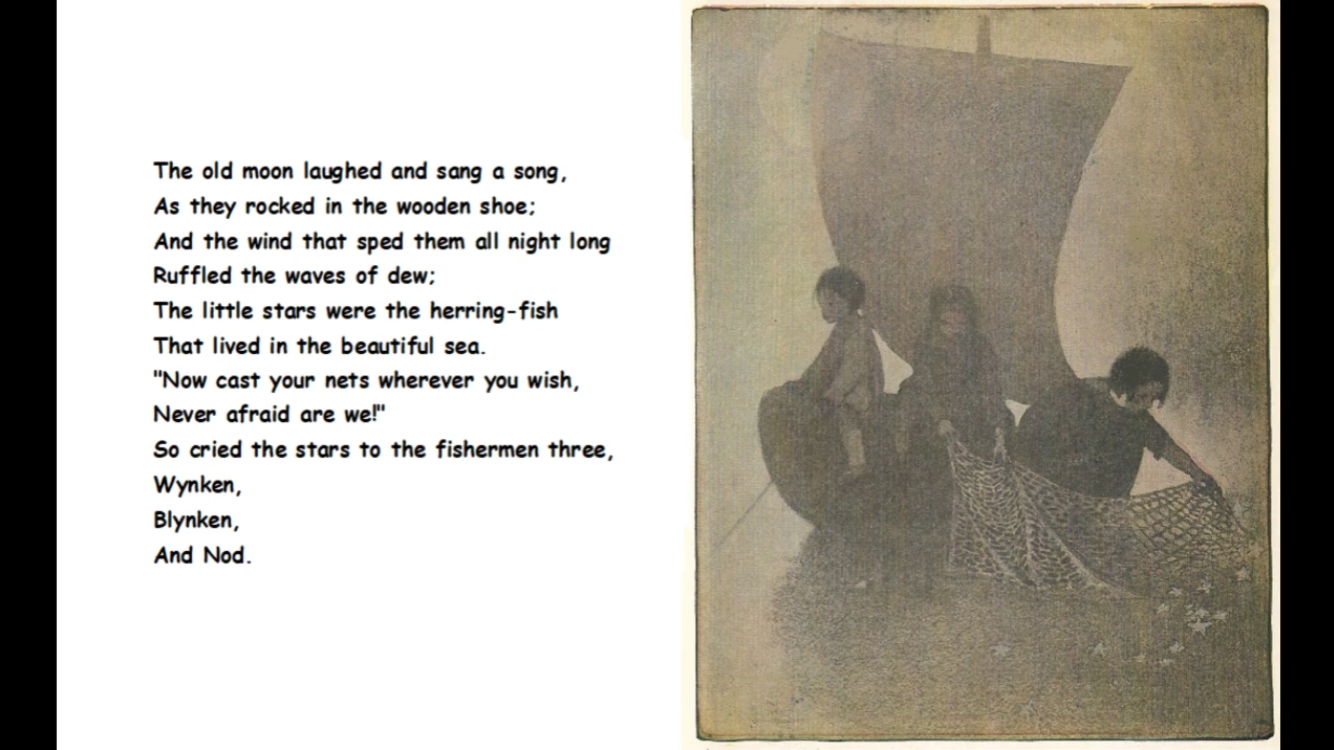 The old moon laughed and sang a song,
As they rocked in the wooden shoe;
And the wind that sped them all night long
Ruffled the waves of dew;
The little stars were the herring-fish
That lived in the beautiful sea.
"Now cast your nets wherever you wish,
Never afraid are we!"
So cried the stars to the fishermen three,
Wynken,
Blynken,
And Nod.